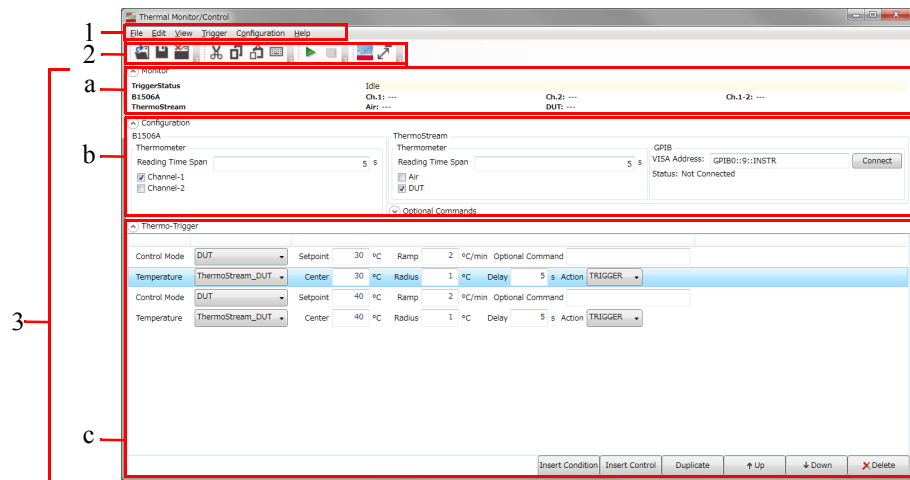 Thermal Monitor/Control
1
File Edit View Trigger Configuration Help
2
3
a
Monitor
TriggerStatus Idle
B1506A Ch.1: --- Ch.2: --- Ch.1-2: ---
ThermoStream Air: --- DUT: ---
b
Configuration
B1506A ThermoStream
Thermometer Thermometer GPIB
Reading Time Span 5 s Reading Time Span 5 s VISA Address: GPIB0::9::INSTR Connect
Channel-1 Air Status: Not Connected
Channel-2 DUT
Optional Commands
c
Thermo-Trigger
Control Mode DUT Setpoint 30 °C Ramp 2 °C/min Optional Command
Temperature ThermoStream_DUT Center 30 °C Radius 1 °C Delay 5 s Action TRIGGER
Control Mode DUT Setpoint 40 °C Ramp 2 °C/min Optional Command
Temperature ThermoStream_DUT Center 40 °C Radius 1 °C Delay 5 s Action TRIGGER
Insert Condition Insert Control Duplicate ↑ Up ↓ Down Delete